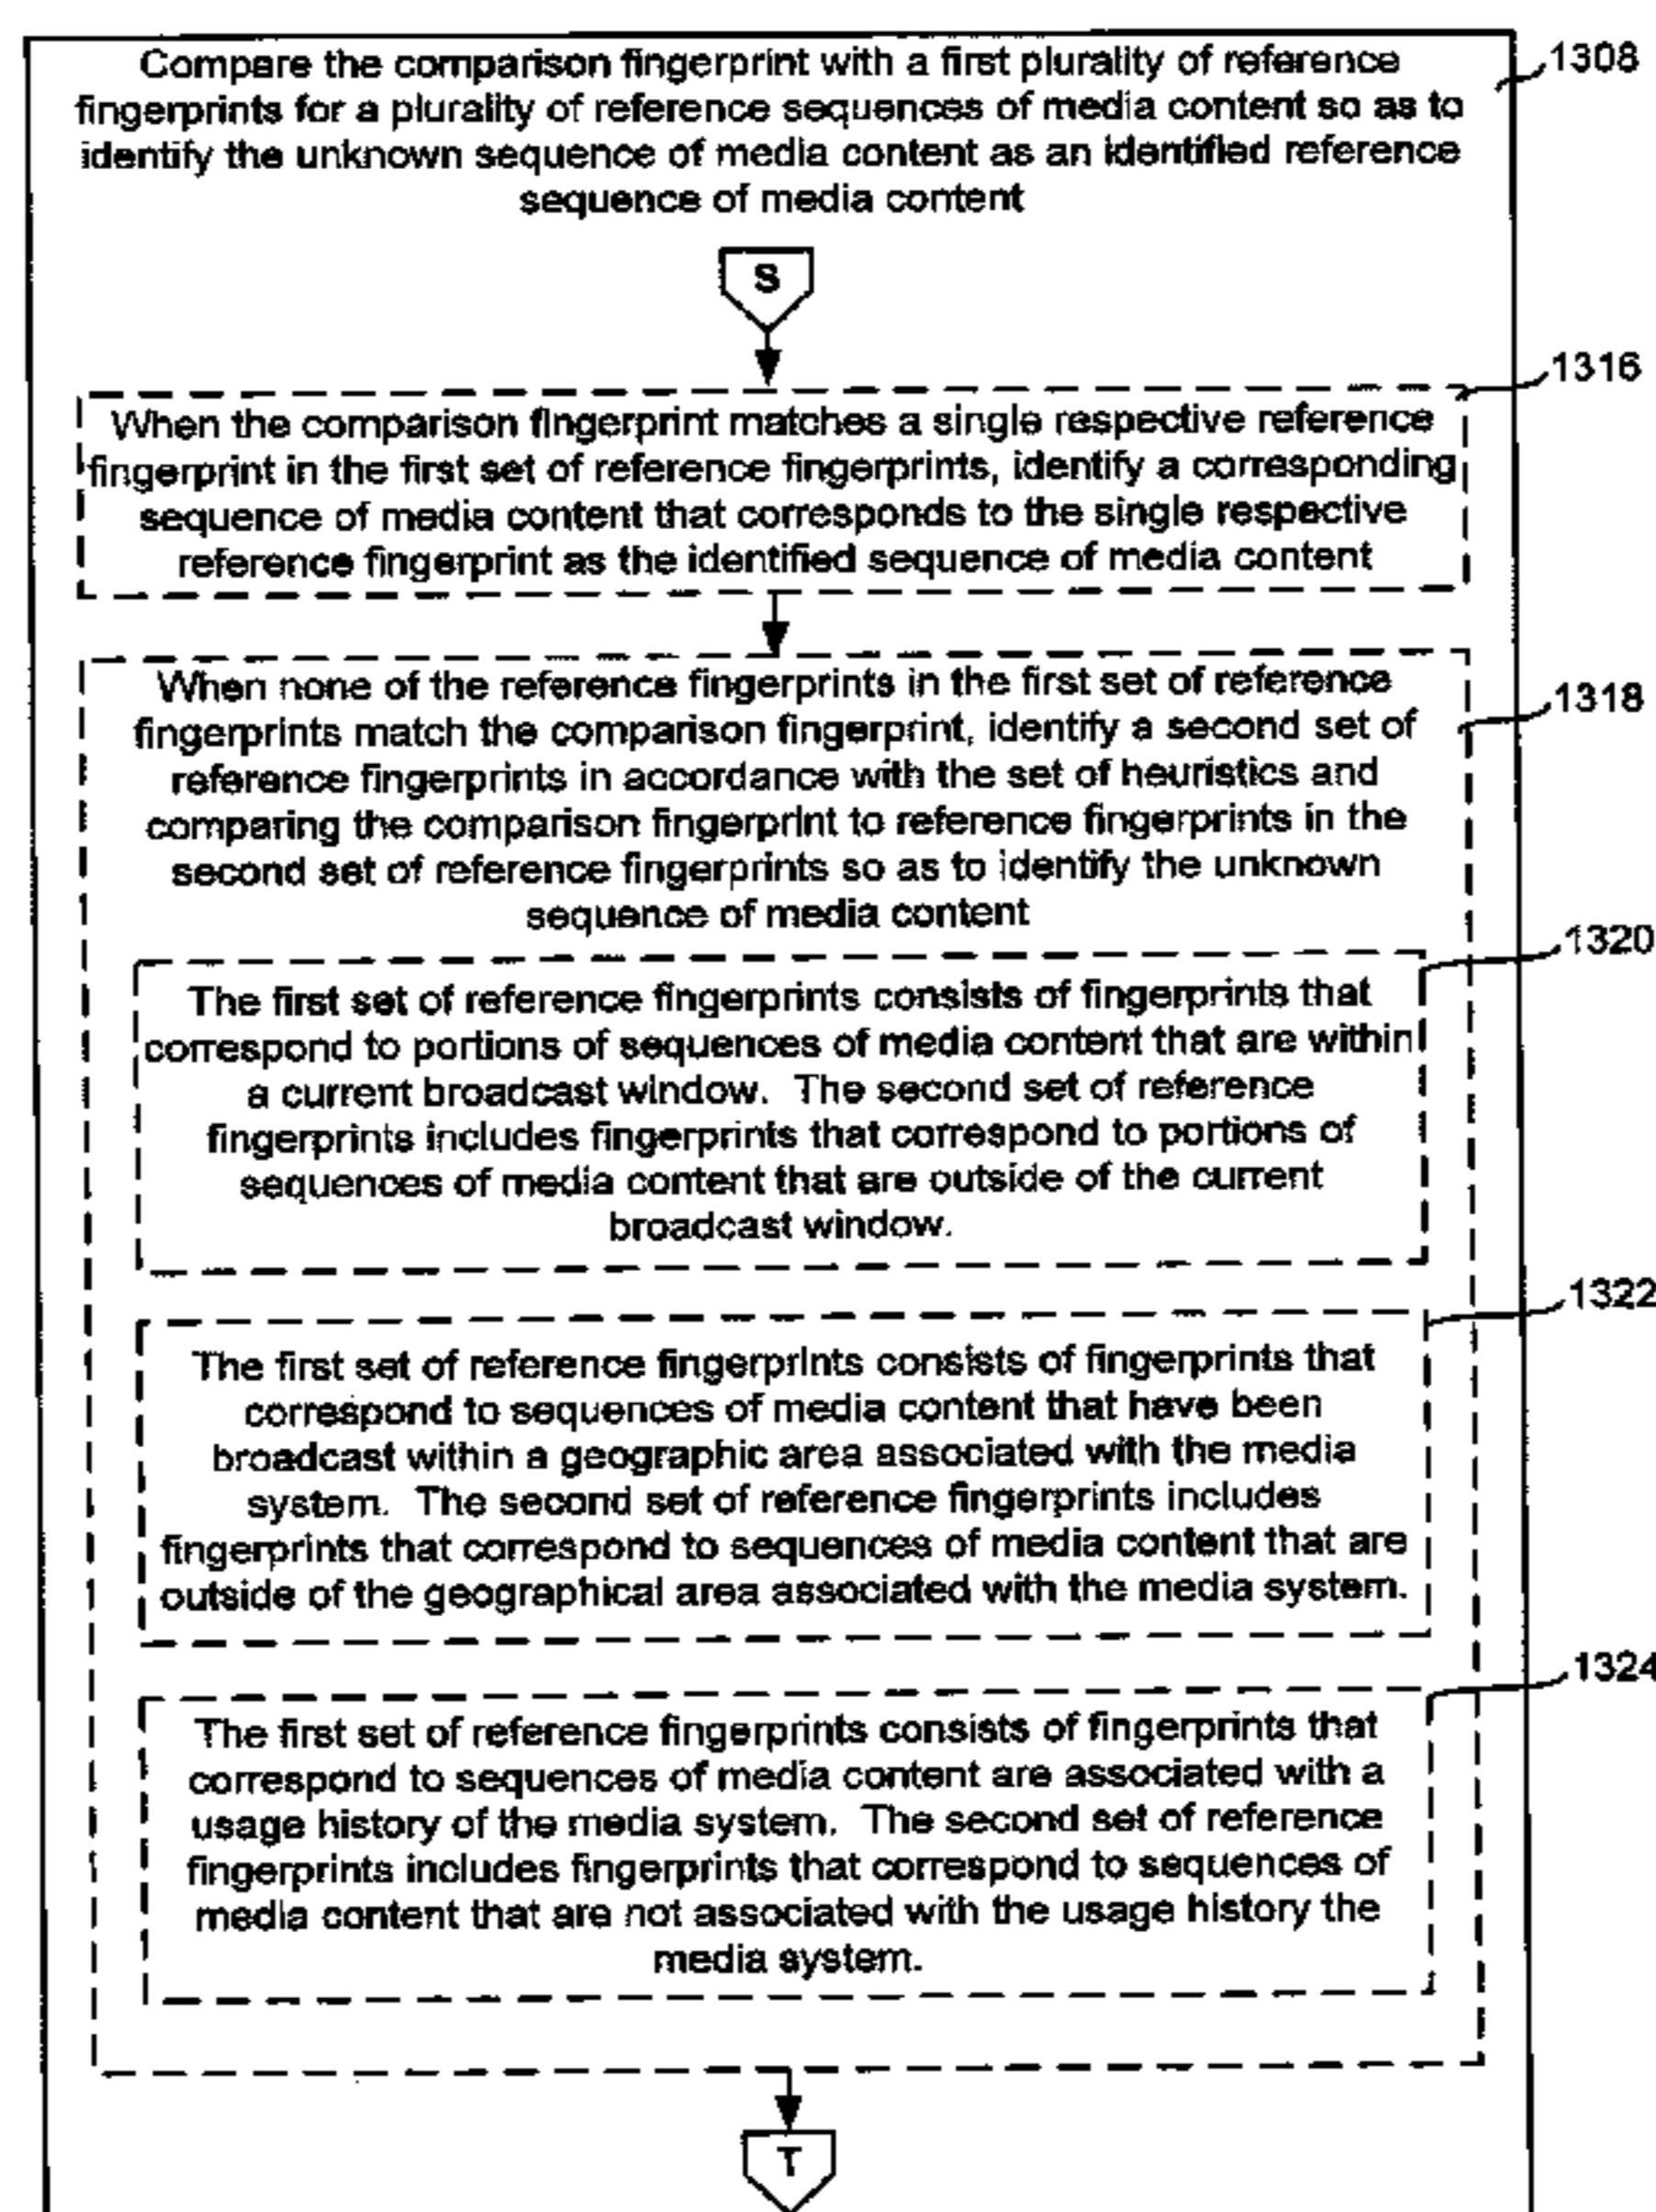 Compare the comparison fingerprint with a first plurality of reference
fingerprints for a plurality of reference sequences of media content so as to
identify the unknown sequence of media content as an identified reference
sequence of media content
1308
S
1316
When the comparison fingerprint matches a single respective reference
fingerprint in the first set of reference fingerprints, identify a corresponding
sequence of media content that corresponds to the single respective
reference fingerprint as the identified sequence of media content
When none of the reference fingerprints in the first set of reference
fingerprints match the comparison fingerprint, identify a second set of
reference fingerprints in accordance with the set of heuristics and
comparing the comparison fingerprint to reference fingerprints in the
second set of reference fingerprints so as to identify the unknown
sequence of media content
1318
1320
The first set of reference fingerprints consists of fingerprints that
correspond to portions of sequences of media content that are within
a current broadcast window. The second set of reference
fingerprints includes fingerprints that correspond to portions of
sequences of media content that are outside of the current
broadcast window.
1322
The first set of reference fingerprints consists of fingerprints that
correspond to sequences of media content that have been
broadcast within a geographic area associated with the media
system. The second set of reference fingerprints includes
fingerprints that correspond to sequences of media content that are
outside of the geographical area associated with the media system.
1324
The first set of reference fingerprints consists of fingerprints that
correspond to sequences of media content are associated with a
usage history of the media system. The second set of reference
fingerprints includes fingerprints that correspond to sequences of
media content that are not associated with the usage history the
media system.
T